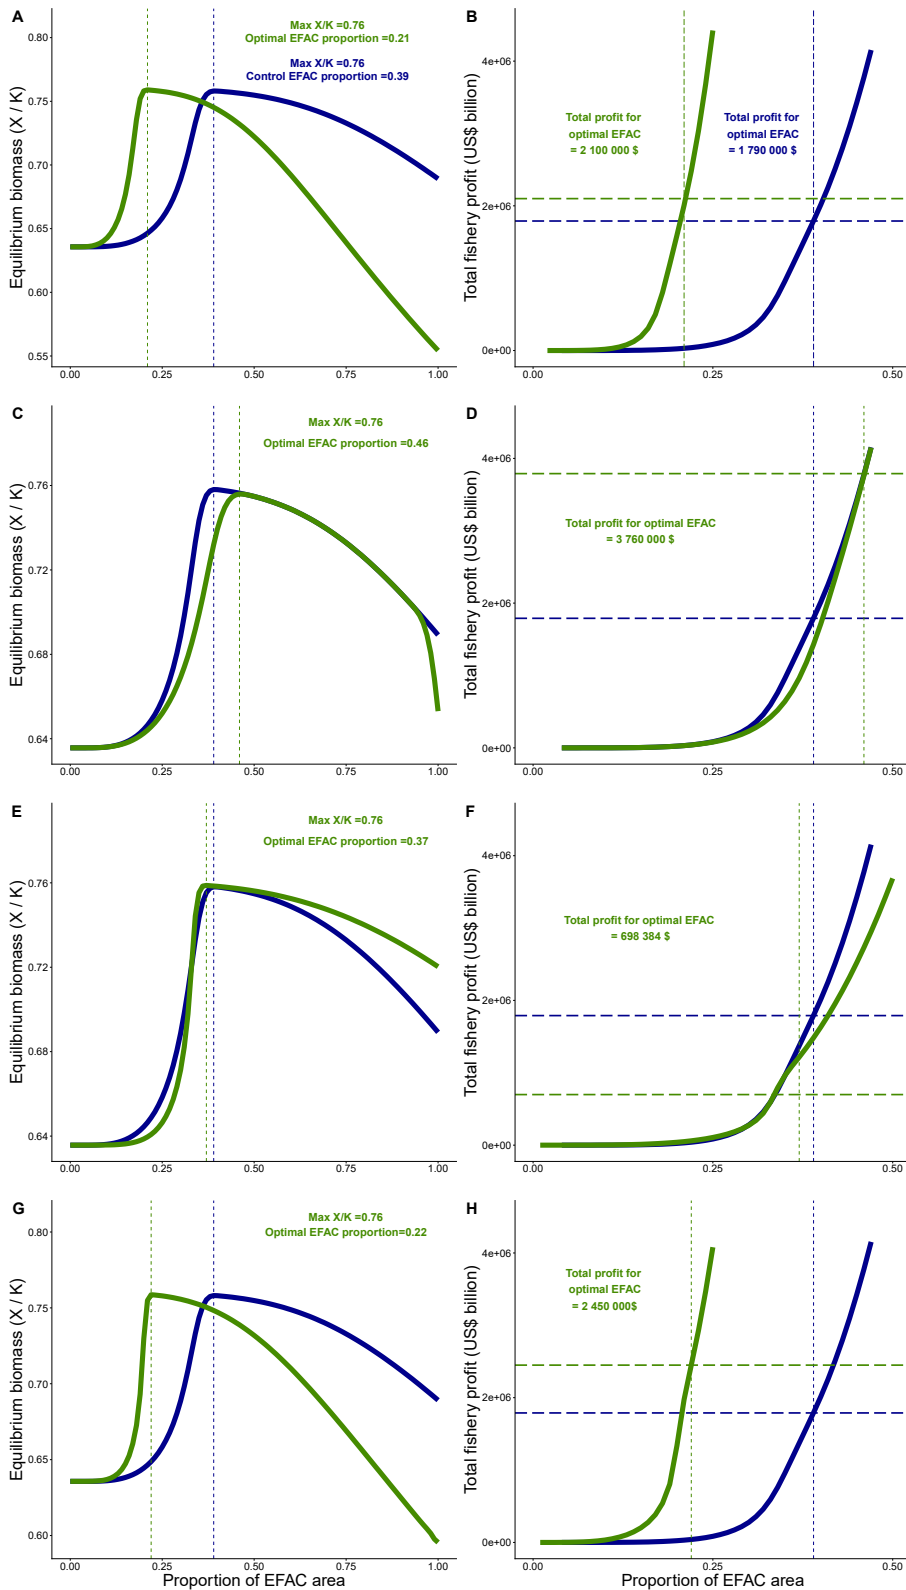 A
Max X/K =0.76
Optimal EFAC proportion =0.21
Max X/K =0.76
Control EFAC proportion =0.39
Equilibrium biomass (X / K)
0.80
0.75
0.70
0.65
0.60
0.55
0.00
0.25
0.50
0.75
1.00
B
Total profit for
optimal EFAC
= 2 100 000 $
Total profit for
optimal EFAC
= 1 790 000 $
Total fishery profit (US$ billion)
4e+06
2e+06
0e+00
0.00
0.25
0.50
C
Max X/K =0.76
Optimal EFAC proportion =0.46
Equilibrium biomass (X / K)
0.76
0.72
0.68
0.64
0.00
0.25
0.50
0.75
1.00
D
Total profit for optimal EFAC
= 3 760 000 $
Total fishery profit (US$ billion)
4e+06
2e+06
0e+00
0.00
0.25
0.50
E
Max X/K =0.76
Optimal EFAC proportion =0.37
Equilibrium biomass (X / K)
0.76
0.72
0.68
0.64
0.00
0.25
0.50
0.75
1.00
F
Total profit for optimal EFAC
= 698 384 $
Total fishery profit (US$ billion)
4e+06
2e+06
0e+00
0.00
0.25
0.50
G
Max X/K =0.76
Optimal EFAC proportion=0.22
Equilibrium biomass (X / K)
0.80
0.75
0.70
0.65
0.60
0.00
0.25
0.50
0.75
1.00
Proportion of EFAC area
H
Total profit for
optimal EFAC
= 2 450 000$
Total fishery profit (US$ billion)
4e+06
2e+06
0e+00
0.00
0.25
0.50
Proportion of EFAC area